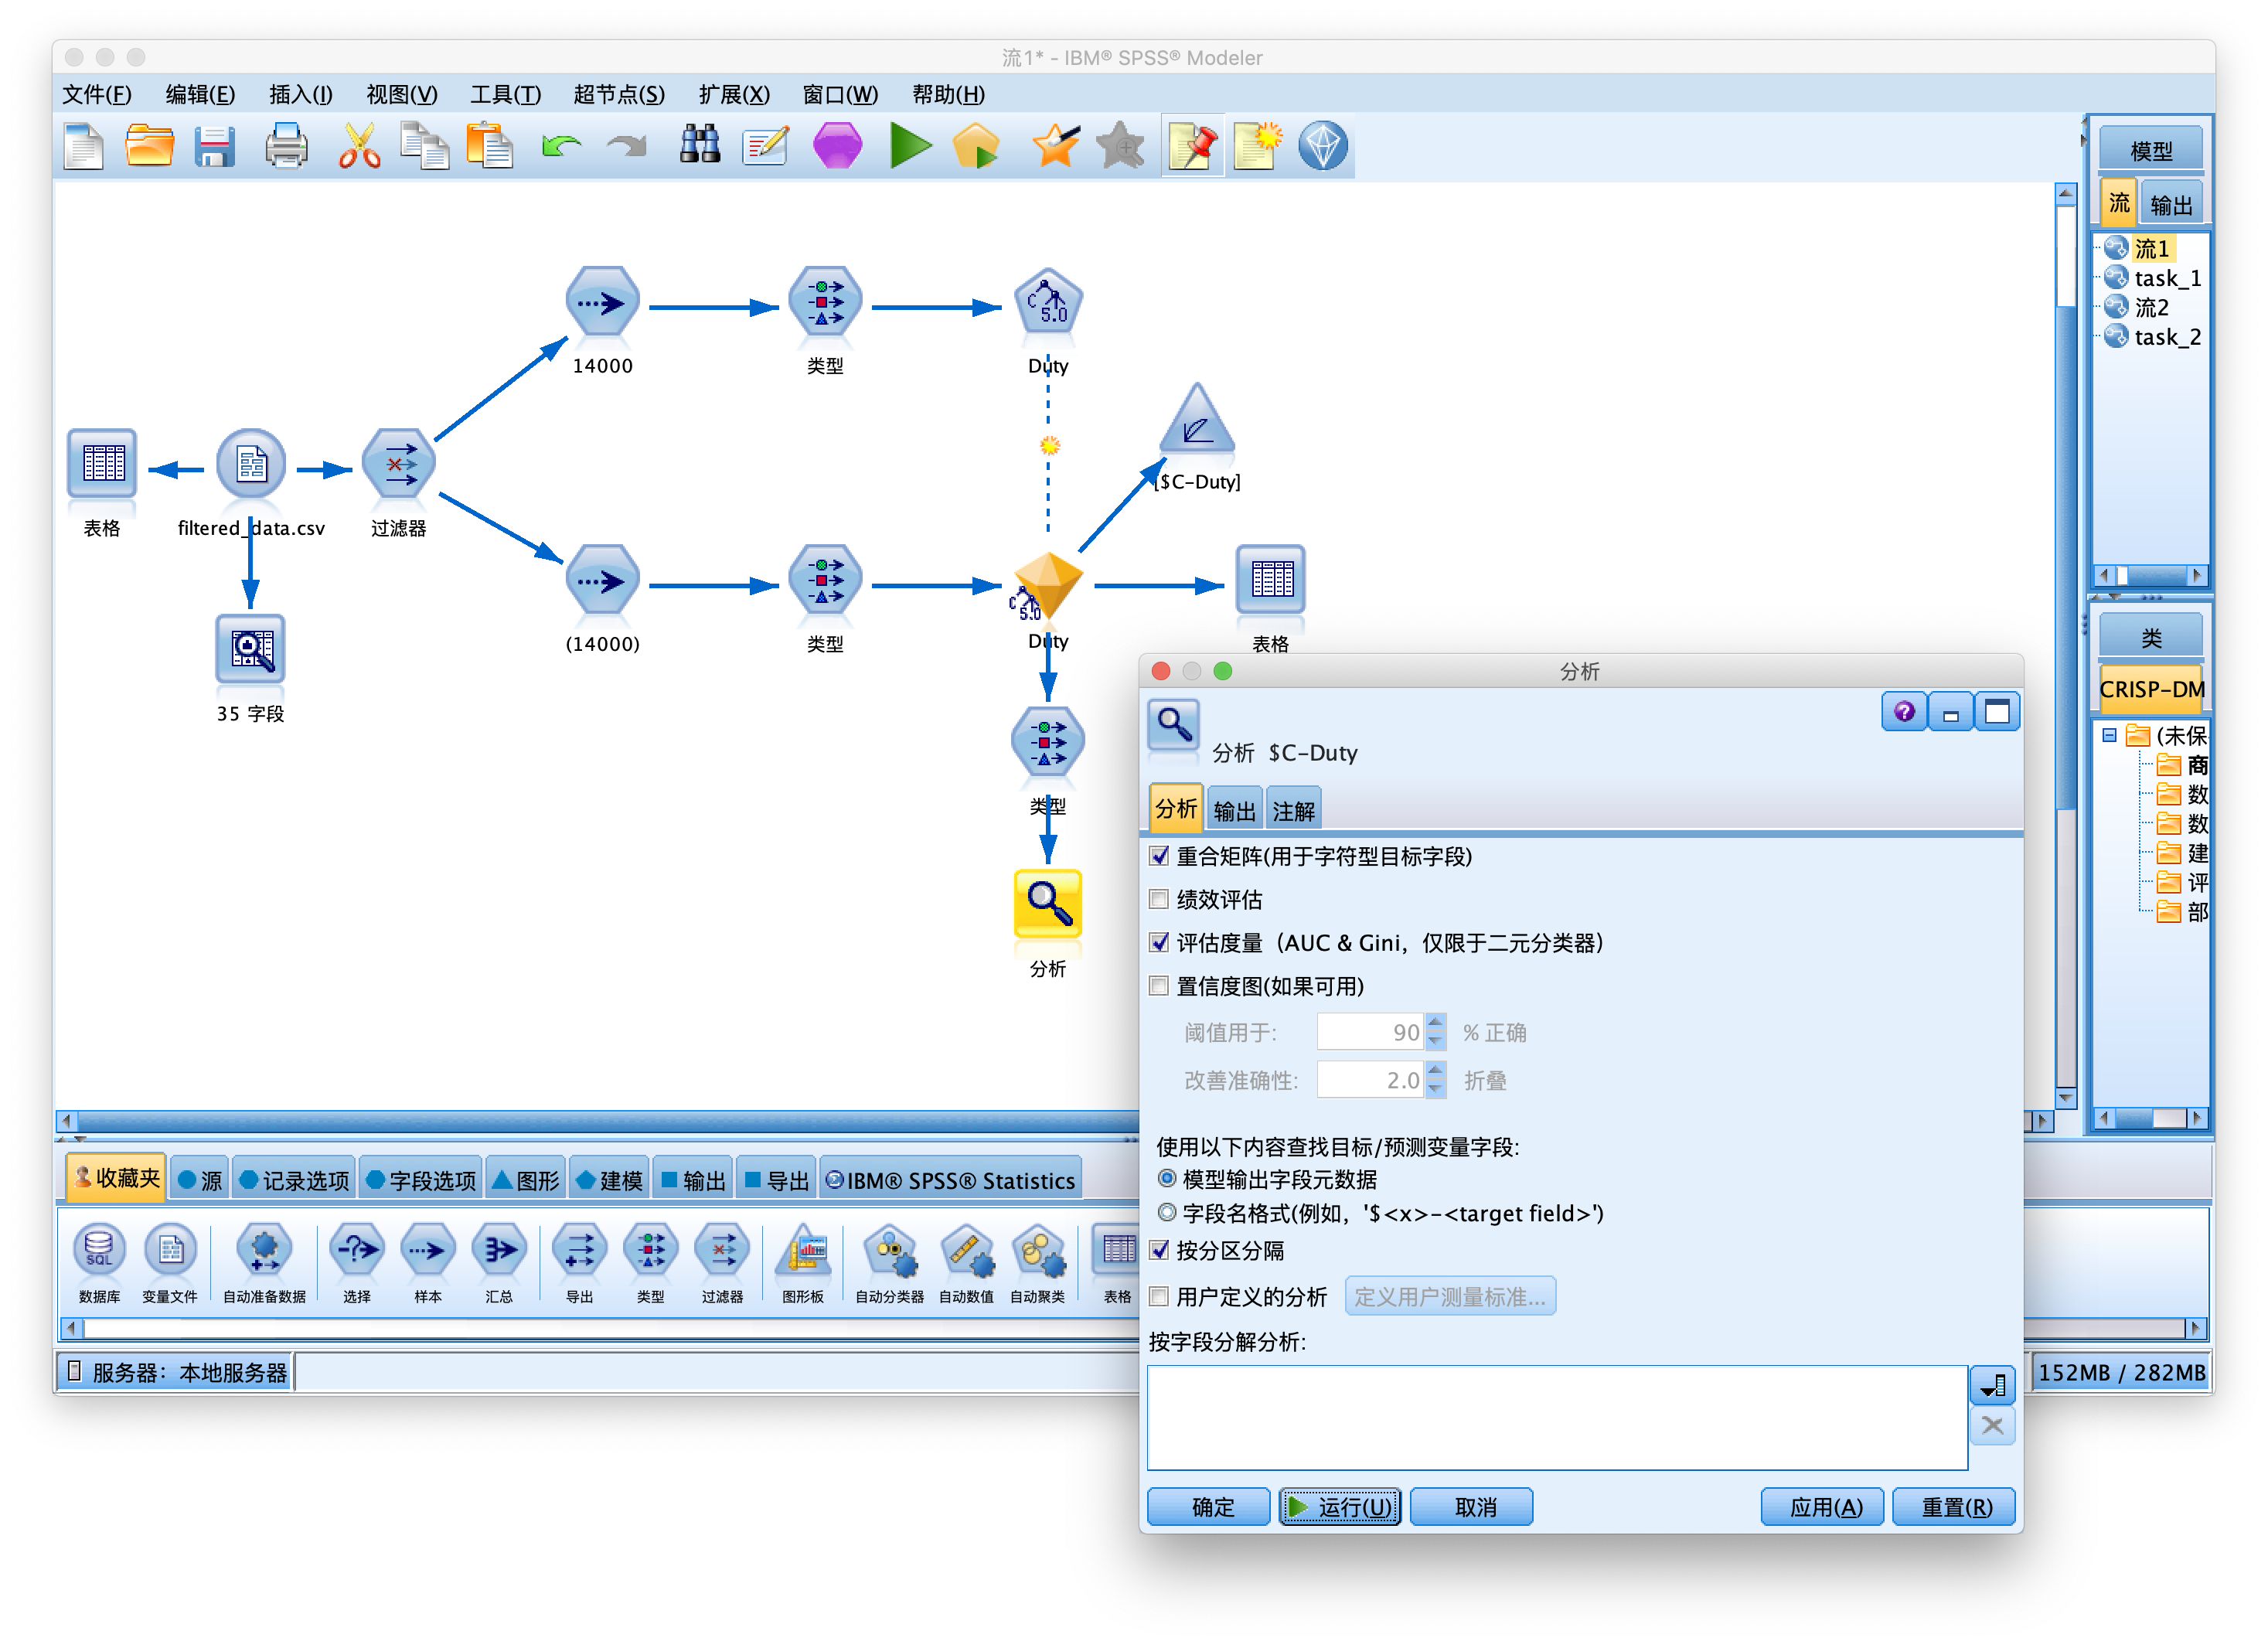 流1* - IBM® SPSS® Modeler
文件(F) 编辑(E) 插入(I) 视图(V) 工具(T) 超节点(S) 扩展(X) 窗口(W) 帮助(H)
模型
流 输出
流1
task_1
流2
task_2
14000
类型
Duty
C 5.0
[$C-Duty]
表格
filtered_data.csv
过滤器
(14000)
类型
Duty
C 5.0
表格
35 字段
类型
分析
类
CRISP-DM
(未保
商
数
数
建
评
部
分析
分析 $C-Duty
分析 输出 注解
重合矩阵(用于字符型目标字段)
绩效评估
评估度量（AUC & Gini，仅限于二元分类器）
置信度图(如果可用)
阈值用于: 90 % 正确
改善准确性: 2.0 折叠
使用以下内容查找目标/预测变量字段:
模型输出字段元数据
字段名格式(例如，'$<x>-<target field>')
按分区分隔
用户定义的分析 定义用户测量标准...
按字段分解分析:
确定 运行(U) 取消 应用(A) 重置(R)
收藏夹 源 记录选项 字段选项 图形 建模 输出 导出 IBM® SPSS® Statistics
SQL
数据库 变量文件 自动准备数据 选择 样本 汇总 导出 类型 过滤器 图形板 自动分类器 自动数值 自动聚类 表格
服务器：本地服务器
152MB / 282MB